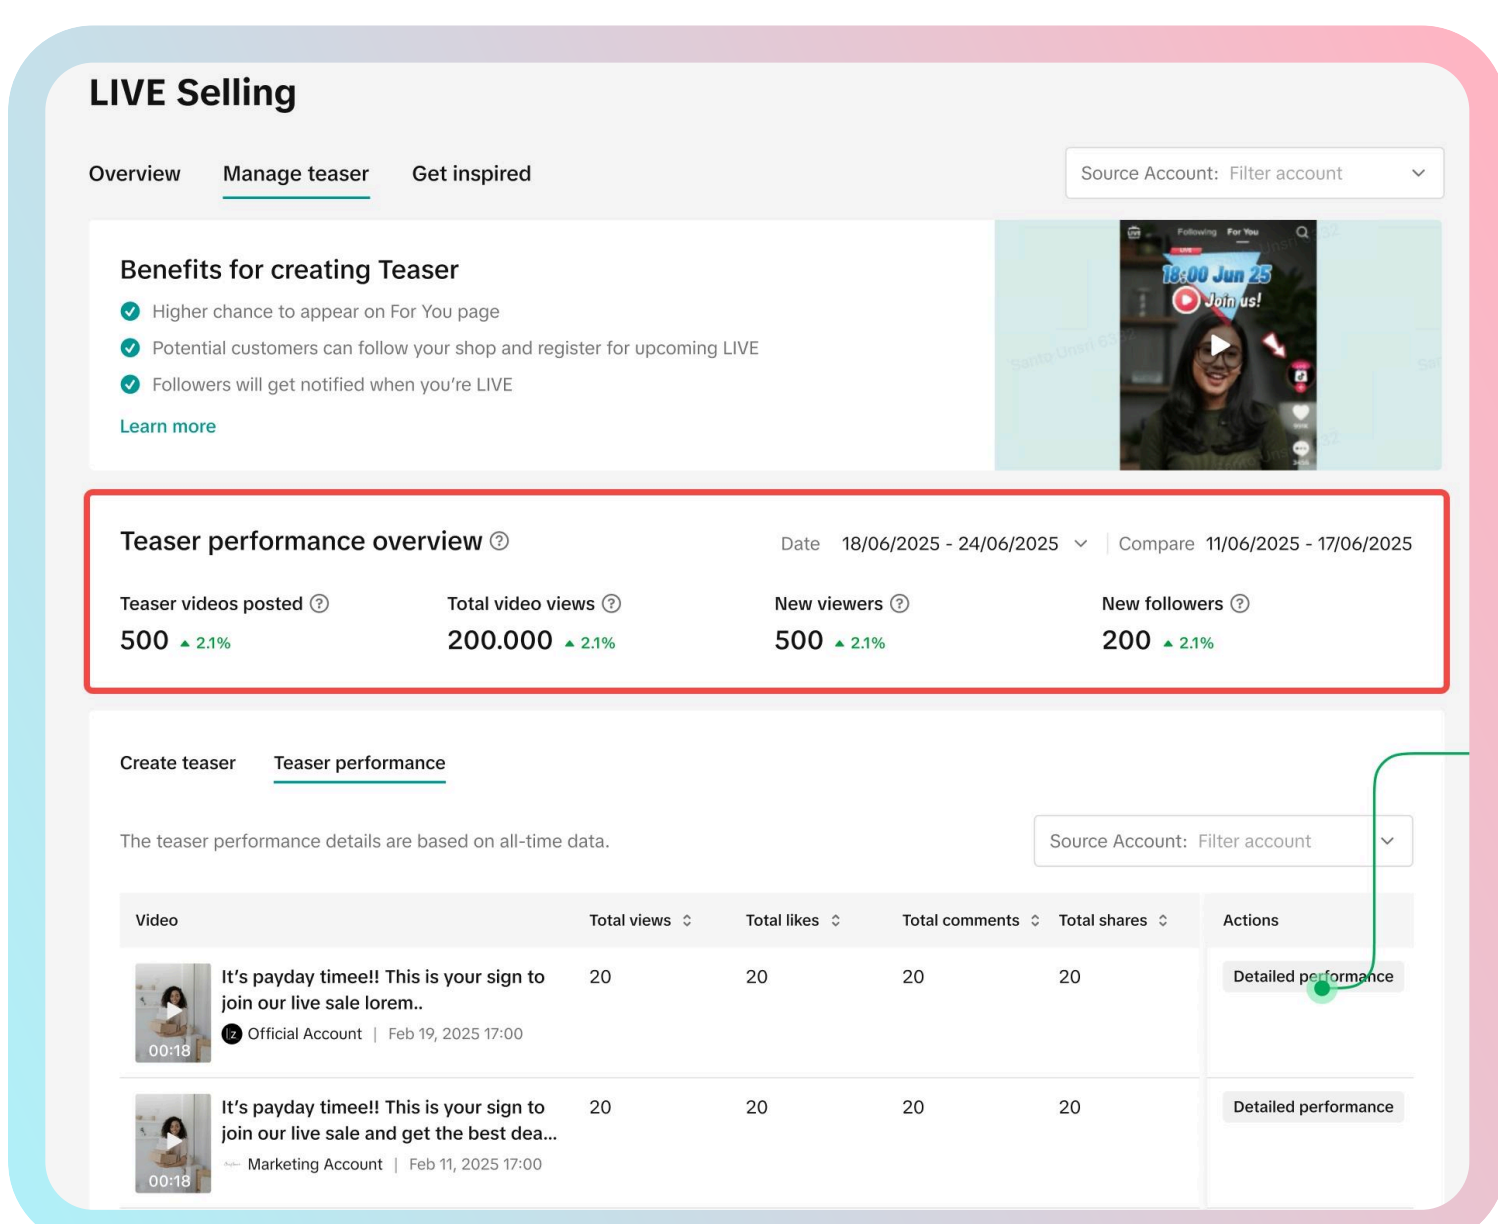 LIVE Selling
Overview
Manage teaser
Get inspired
Source Account: Filter account
Benefits for creating Teaser
Higher chance to appear on For You page
Potential customers can follow your shop and register for upcoming LIVE
Followers will get notified when you're LIVE
Learn more
LIVE
Following For You
LIVE
18:00 Jun 25
Join us!
Santo Unsri 6332
Teaser performance overview
Date 18/06/2025 - 24/06/2025 | Compare 11/06/2025 - 17/06/2025
Teaser videos posted
500 ▲ 2.1%
Total video views
200.000 ▲ 2.1%
New viewers
500 ▲ 2.1%
New followers
200 ▲ 2.1%
Create teaser
Teaser performance
The teaser performance details are based on all-time data.
Source Account: Filter account
Video Total views Total likes Total comments Total shares Actions
00:18
It's payday timee!! This is your sign to
join our live sale lorem..
Official Account | Feb 19, 2025 17:00
20 20 20 20
Detailed performance
00:18
It's payday timee!! This is your sign to
join our live sale and get the best dea...
Marketing Account | Feb 11, 2025 17:00
20 20 20 20
Detailed performance